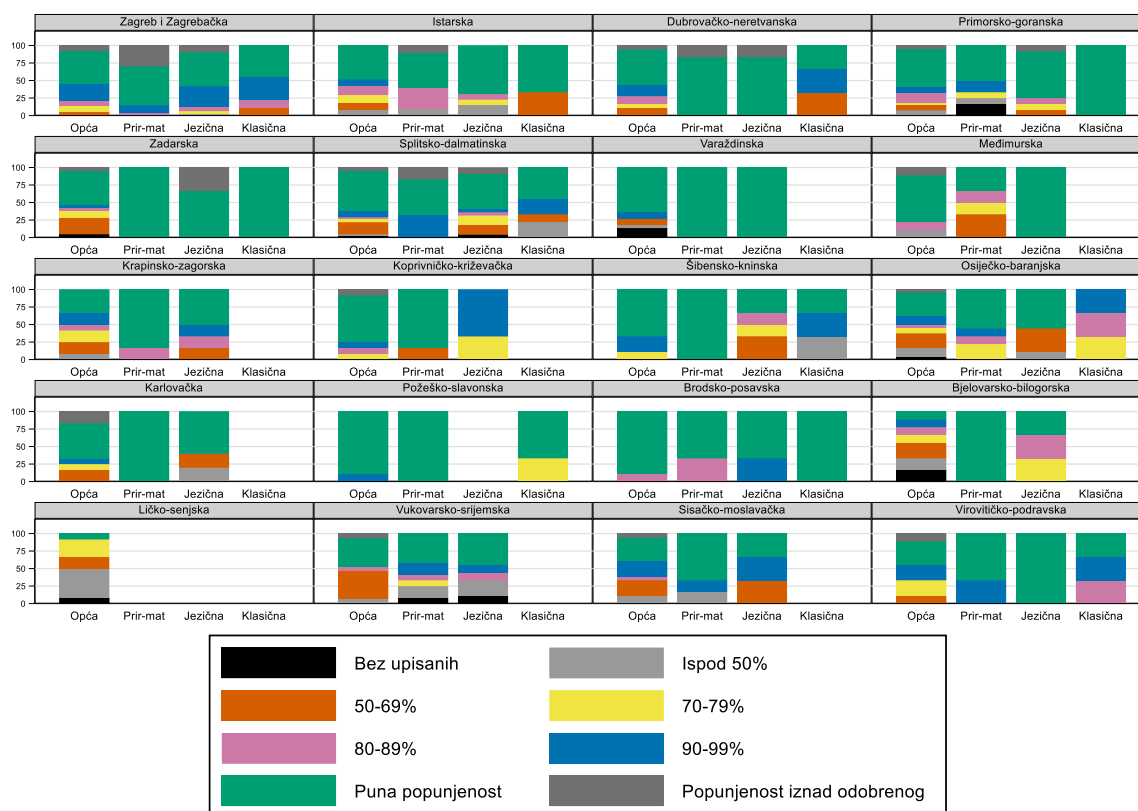 Zagreb i Zagrebačka Istarska Dubrovačko-neretvanska Primorsko-goranska
100
75
50
25
0
Opća Prir-mat Jezična Klasična Opća Prir-mat Jezična Klasična Opća Prir-mat Jezična Klasična Opća Prir-mat Jezična Klasična
Zadarska Splitsko-dalmatinska Varaždinska Međimurska
100
75
50
25
0
Opća Prir-mat Jezična Klasična Opća Prir-mat Jezična Klasična Opća Prir-mat Jezična Klasična Opća Prir-mat Jezična Klasična
Krapinsko-zagorska Koprivničko-križevačka Šibensko-kninska Osiječko-baranjska
100
75
50
25
0
Opća Prir-mat Jezična Klasična Opća Prir-mat Jezična Klasična Opća Prir-mat Jezična Klasična Opća Prir-mat Jezična Klasična
Karlovačka Požeško-slavonska Brodsko-posavska Bjelovarsko-bilogorska
100
75
50
25
0
Opća Prir-mat Jezična Klasična Opća Prir-mat Jezična Klasična Opća Prir-mat Jezična Klasična Opća Prir-mat Jezična Klasična
Ličko-senjska Vukovarsko-srijemska Sisačko-moslavačka Virovitičko-podravska
100
75
50
25
0
Opća Prir-mat Jezična Klasična Opća Prir-mat Jezična Klasična Opća Prir-mat Jezična Klasična Opća Prir-mat Jezična Klasična
Bez upisanih Ispod 50%
50-69% 70-79%
80-89% 90-99%
Puna popunjenost Popunjenost iznad odobrenog